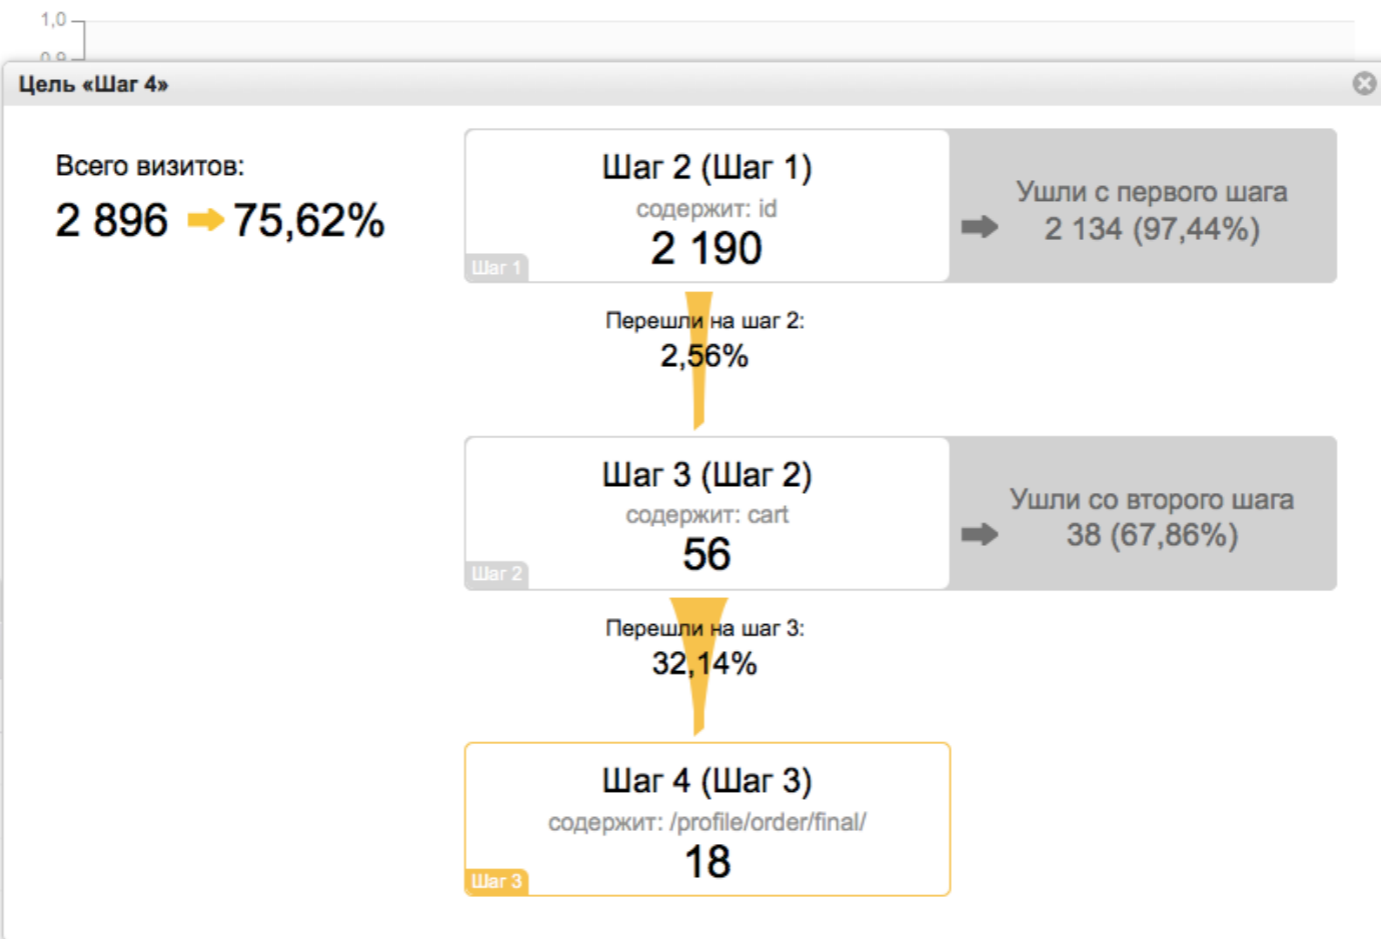 1,0
0,9
Цель «Шаг 4»
Всего визитов:
2 896 75,62%
Шаг 2 (Шаг 1)
содержит: id
2 190
Шаг 1
Ушли с первого шага
2 134 (97,44%)
Перешли на шаг 2:
2,56%
Шаг 3 (Шаг 2)
содержит: cart
56
Шаг 2
Ушли со второго шага
38 (67,86%)
Перешли на шаг 3:
32,14%
Шаг 4 (Шаг 3)
содержит: /profile/order/final/
18
Шаг 3